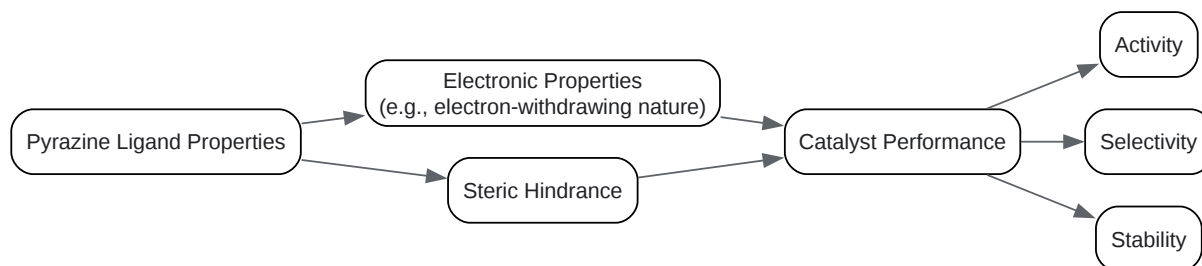 Pyrazine Ligand Properties
Electronic Properties
(e.g., electron-withdrawing nature)
Steric Hindrance
Catalyst Performance
Activity
Selectivity
Stability